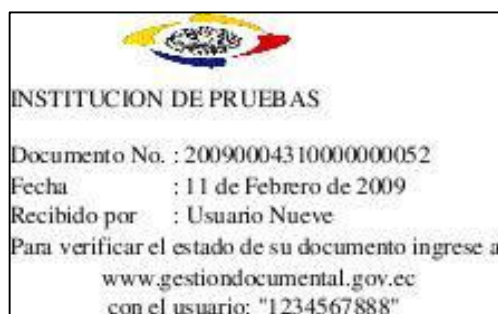 INSTITUCION DE PRUEBAS
Documento No. : 20090004310000000052
Fecha : 11 de Febrero de 2009
Recibido por : Usuario Nueve
Para verificar el estado de su documento ingrese a
www.gestiondocumental.gov.ec
con el usuario: "1234567888"